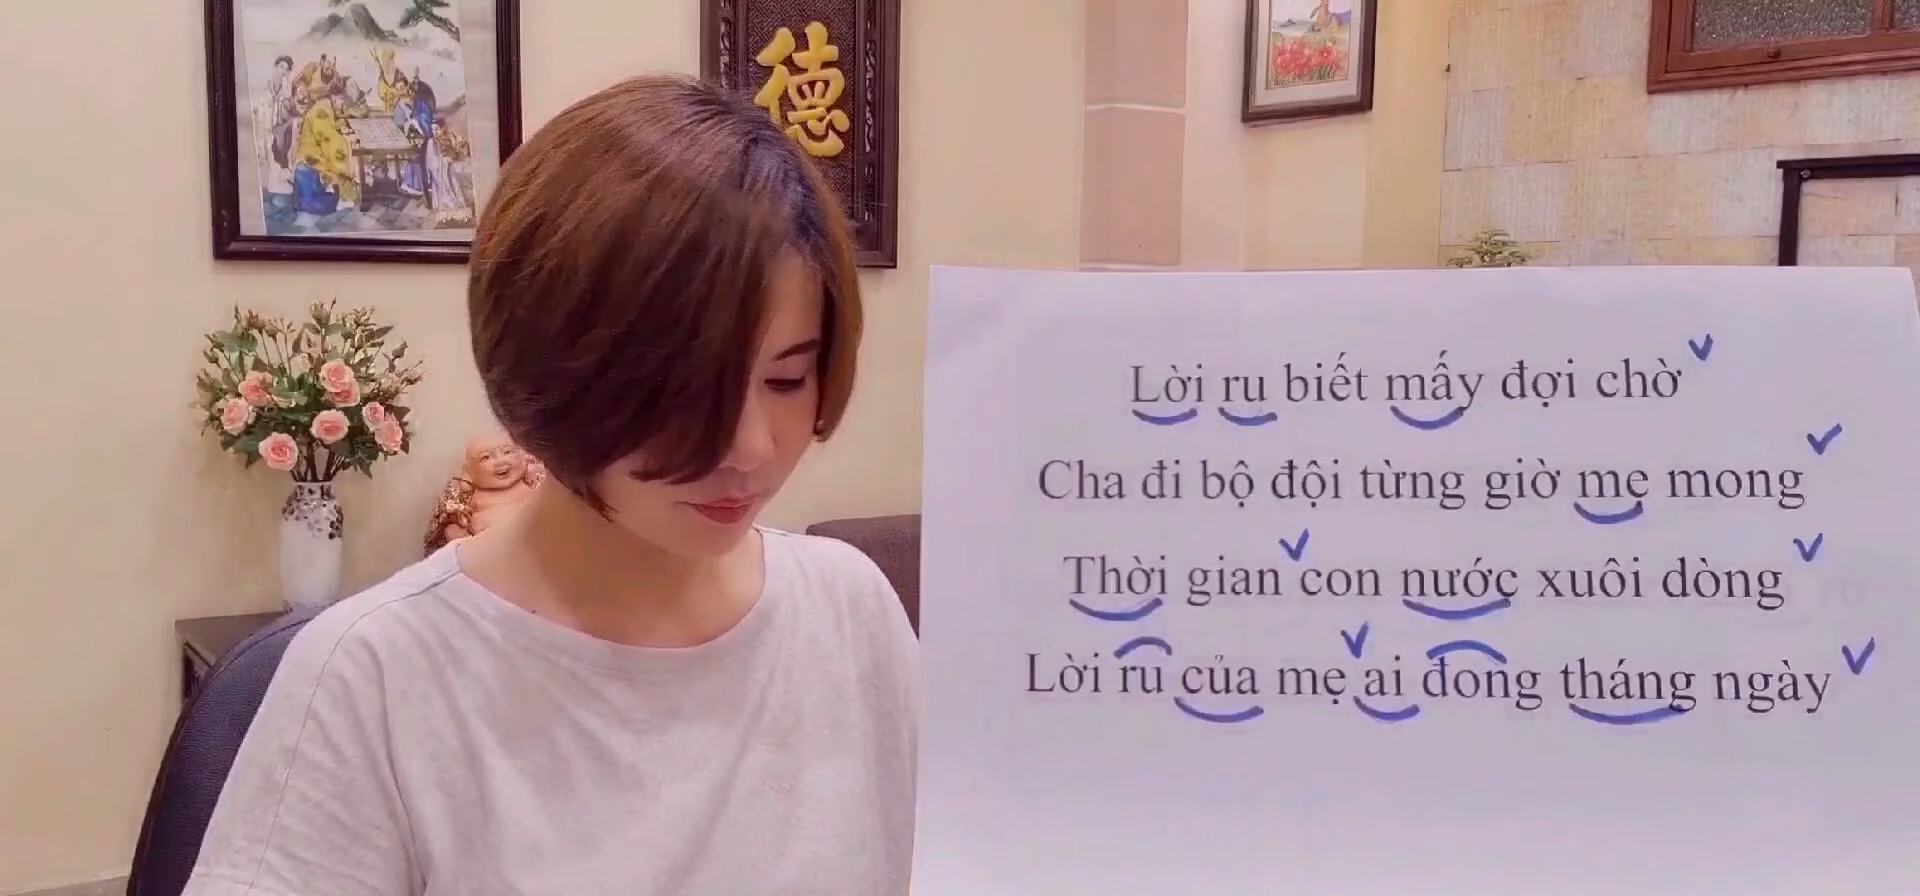 德
Lời ru biết mấy đợi chờ
Cha đi bộ đội từng giờ mẹ mong
Thời gian con nước xuôi dòng
Lời ru của mẹ ai đong tháng ngày